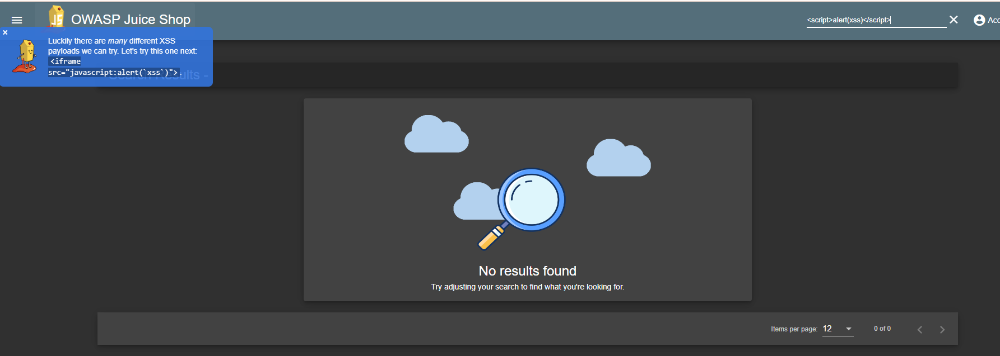 OWASP Juice Shop
<script>alert(xss)</script>
Acc
Luckily there are many different XSS
payloads we can try. Let's try this one next:
<iframe
src="javascript:alert(`xss`)">.
Search Results -
No results found
Try adjusting your search to find what you're looking for.
Items per page: 12
0 of 0